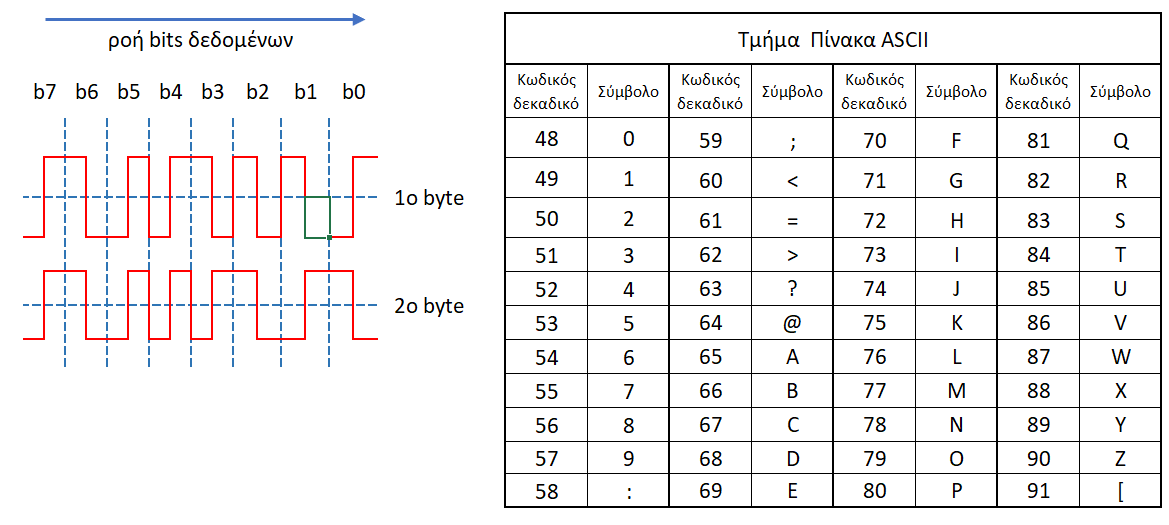 ροή bits δεδομένων
b7 b6 b5 b4 b3 b2 b1 b0
1ο byte
2ο byte
Τμήμα Πίνακα ASCII
Κωδικός δεκαδικό Σύμβολο Κωδικός δεκαδικό Σύμβολο Κωδικός δεκαδικό Σύμβολο Κωδικός δεκαδικό Σύμβολο
48 0 59 ; 70 F 81 Q
49 1 60 < 71 G 82 R
50 2 61 = 72 H 83 S
51 3 62 > 73 I 84 T
52 4 63 ? 74 J 85 U
53 5 64 @ 75 K 86 V
54 6 65 A 76 L 87 W
55 7 66 B 77 M 88 X
56 8 67 C 78 N 89 Y
57 9 68 D 79 O 90 Z
58 : 69 E 80 P 91 [